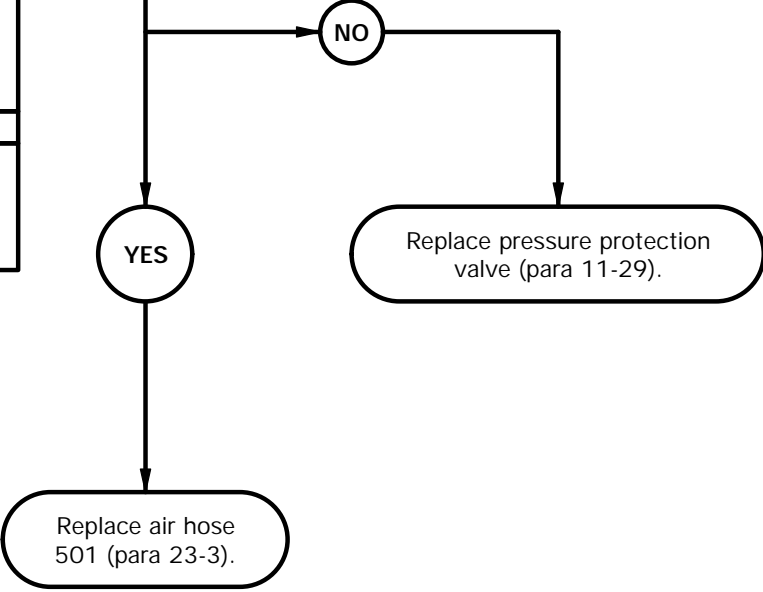 NO
YES
Replace pressure protection
valve (para 11-29).
Replace air hose
501 (para 23-3).